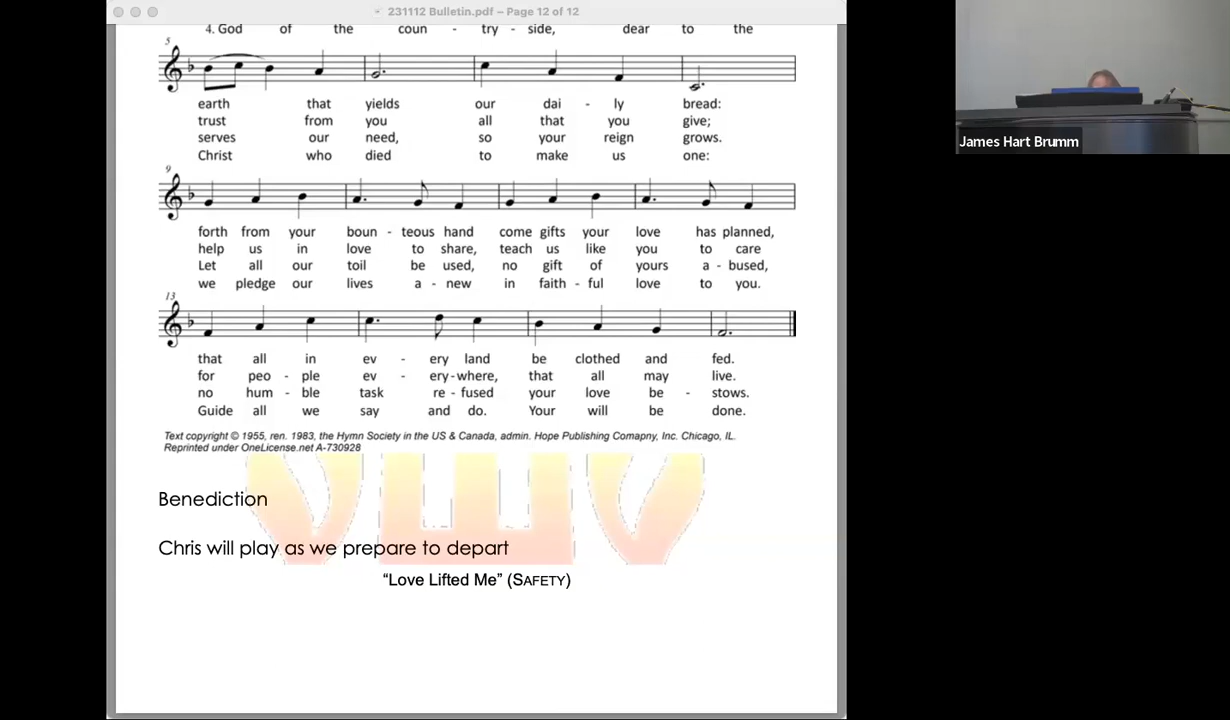 231112 Bulletin.pdf – Page 12 of 12
4. God of the coun - try - side, dear to the
5
earth that yields our dai - ly bread:
trust from you all that you give;
serves our need, so your reign grows.
Christ who died to make us one:
9
forth from your boun - teous hand come gifts your love has planned,
help us in love to share, teach us like you to care
Let all our toil be used, no gift of yours a - bused,
we pledge our lives a - new in faith - ful love to you.
13
that all in ev - ery land be clothed and fed.
for peo - ple ev - ery-where, that all may live.
no hum - ble task re - fused your love be - stows.
Guide all we say and do. Your will be done.
Text copyright © 1955, ren. 1983, the Hymn Society in the US & Canada, admin. Hope Publishing Comapny, Inc. Chicago, IL.
Reprinted under OneLicense.net A-730928
Benediction
Chris will play as we prepare to depart
“Love Lifted Me” (SAFETY)
James Hart Brumm